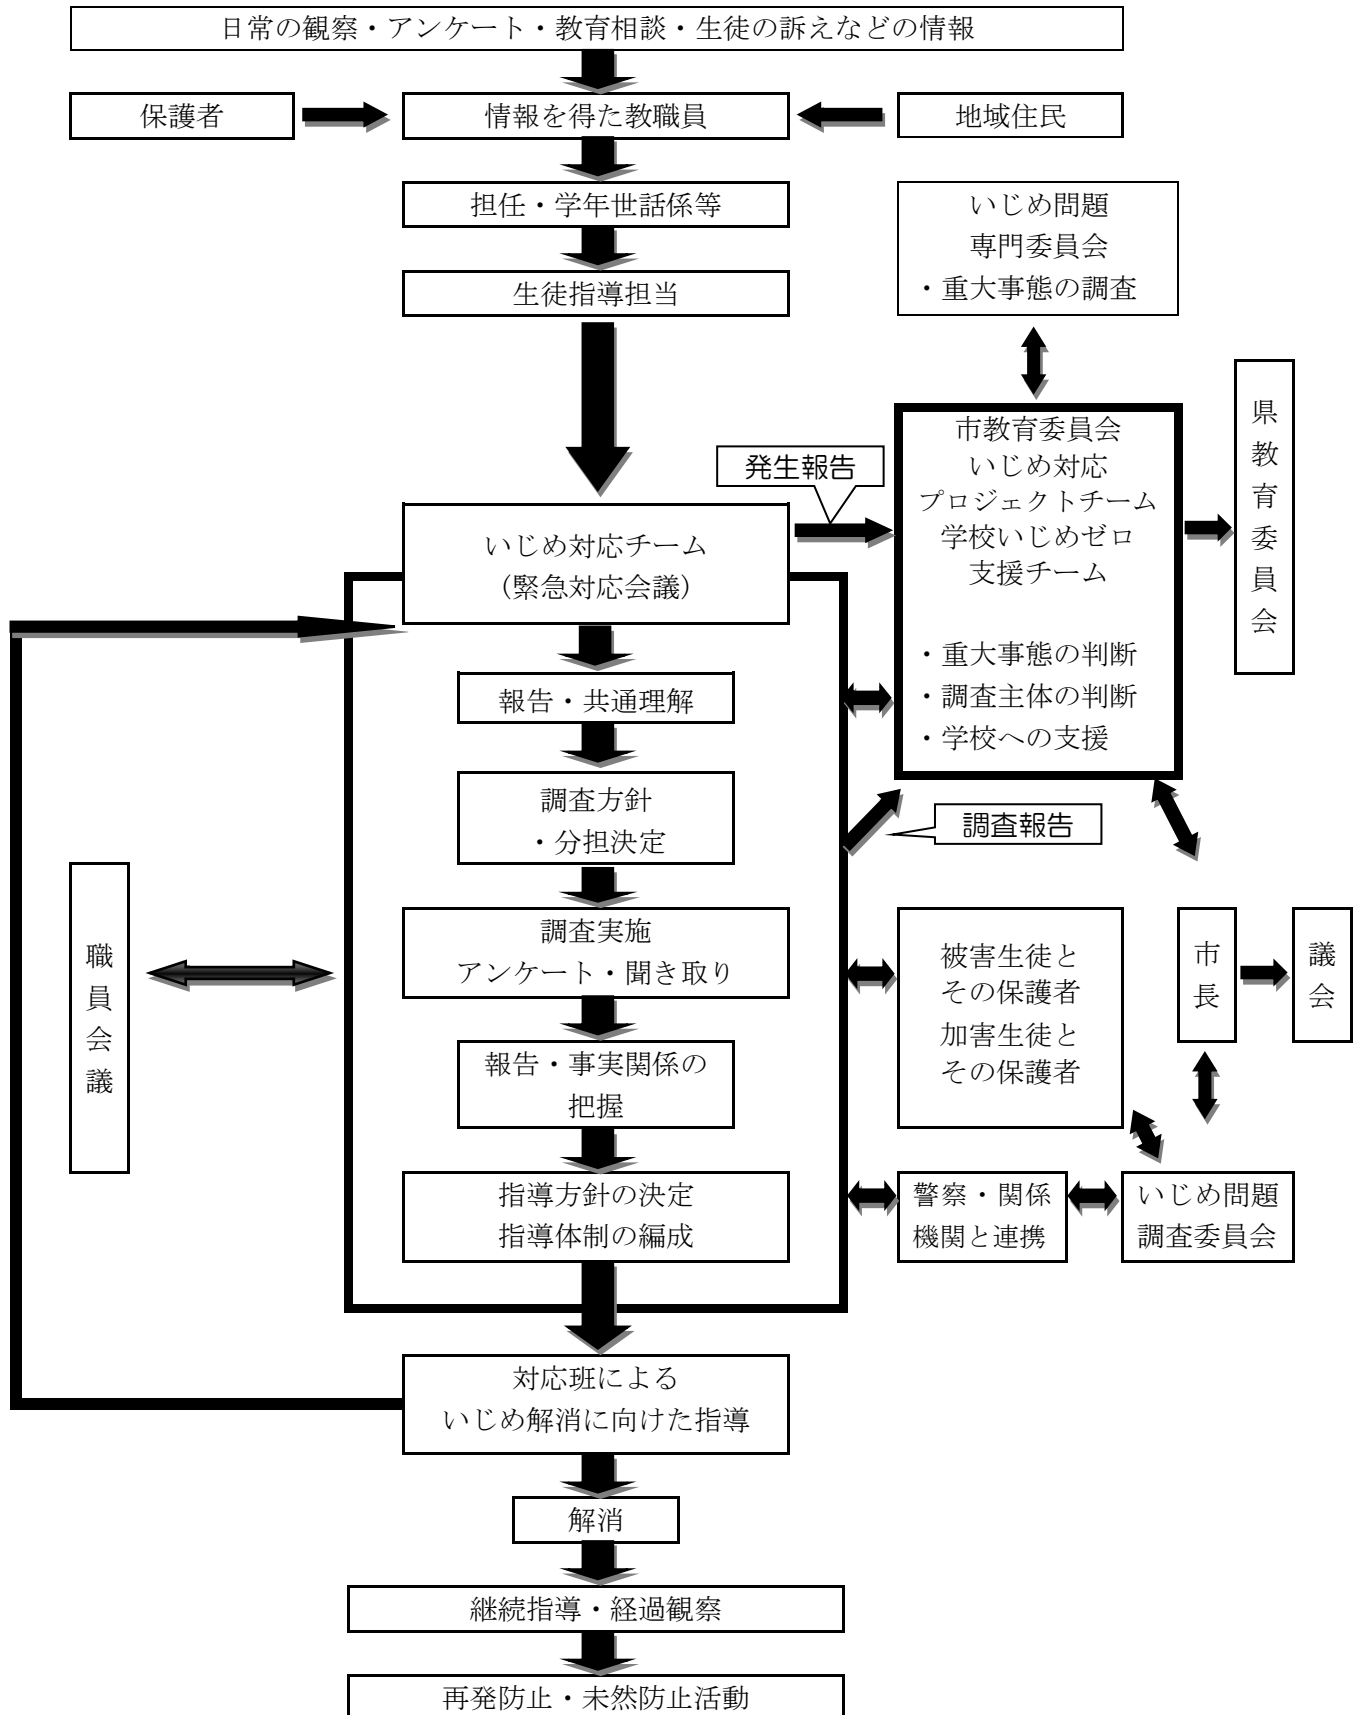 日常の観察・アンケート・教育相談・生徒の訴えなどの情報
保護者
情報を得た教職員
地域住民
担任・学年世話係等
生徒指導担当
いじめ問題
専門委員会
・重大事態の調査
発生報告
市教育委員会
いじめ対応
プロジェクトチーム
学校いじめゼロ
支援チーム
・重大事態の判断
・調査主体の判断
・学校への支援
県教育委員会
いじめ対応チーム
（緊急対応会議）
報告・共通理解
調査方針
・分担決定
調査報告
職員会議
調査実施
アンケート・聞き取り
被害生徒と
その保護者
加害生徒と
その保護者
市長
議会
報告・事実関係の
把握
指導方針の決定
指導体制の編成
警察・関係
機関と連携
いじめ問題
調査委員会
対応班による
いじめ解消に向けた指導
解消
継続指導・経過観察
再発防止・未然防止活動